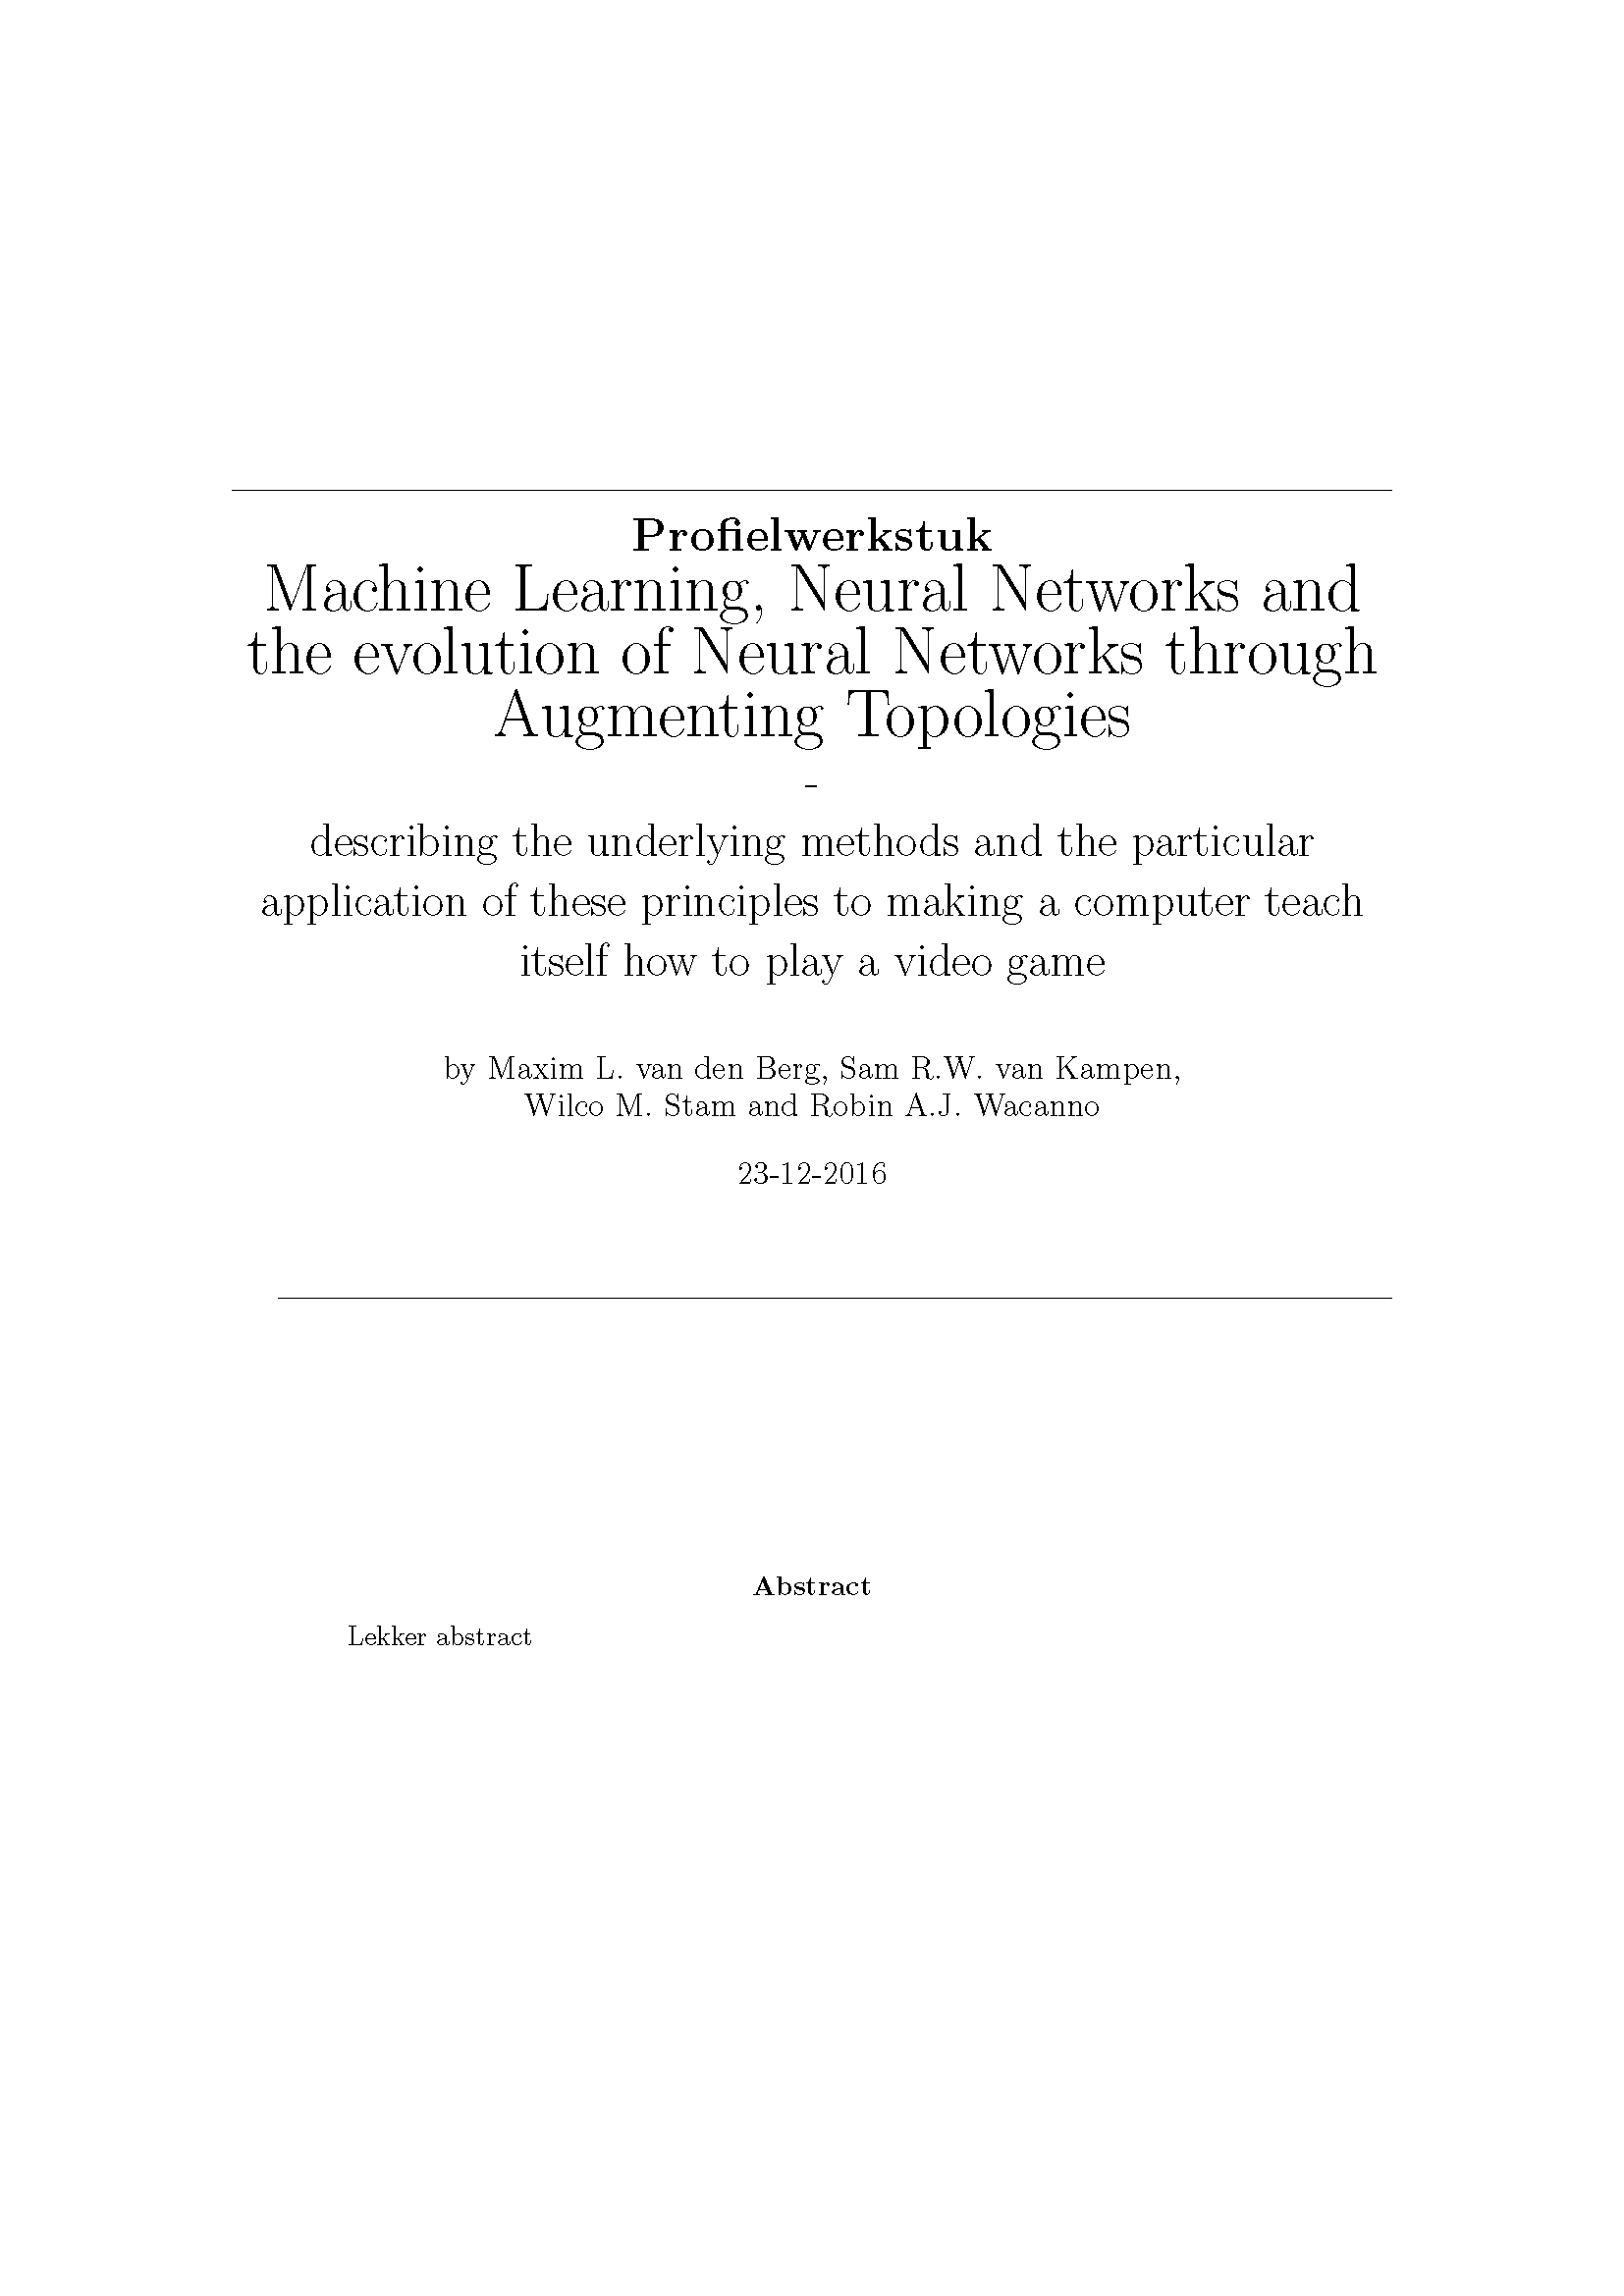 Profielwerkstuk
Machine Learning, Neural Networks and
the evolution of Neural Networks through
Augmenting Topologies
-
describing the underlying methods and the particular
application of these principles to making a computer teach
itself how to play a video game
by Maxim L. van den Berg, Sam R.W. van Kampen,
Wilco M. Stam and Robin A.J. Wacanno
23-12-2016
Abstract
Lekker abstract